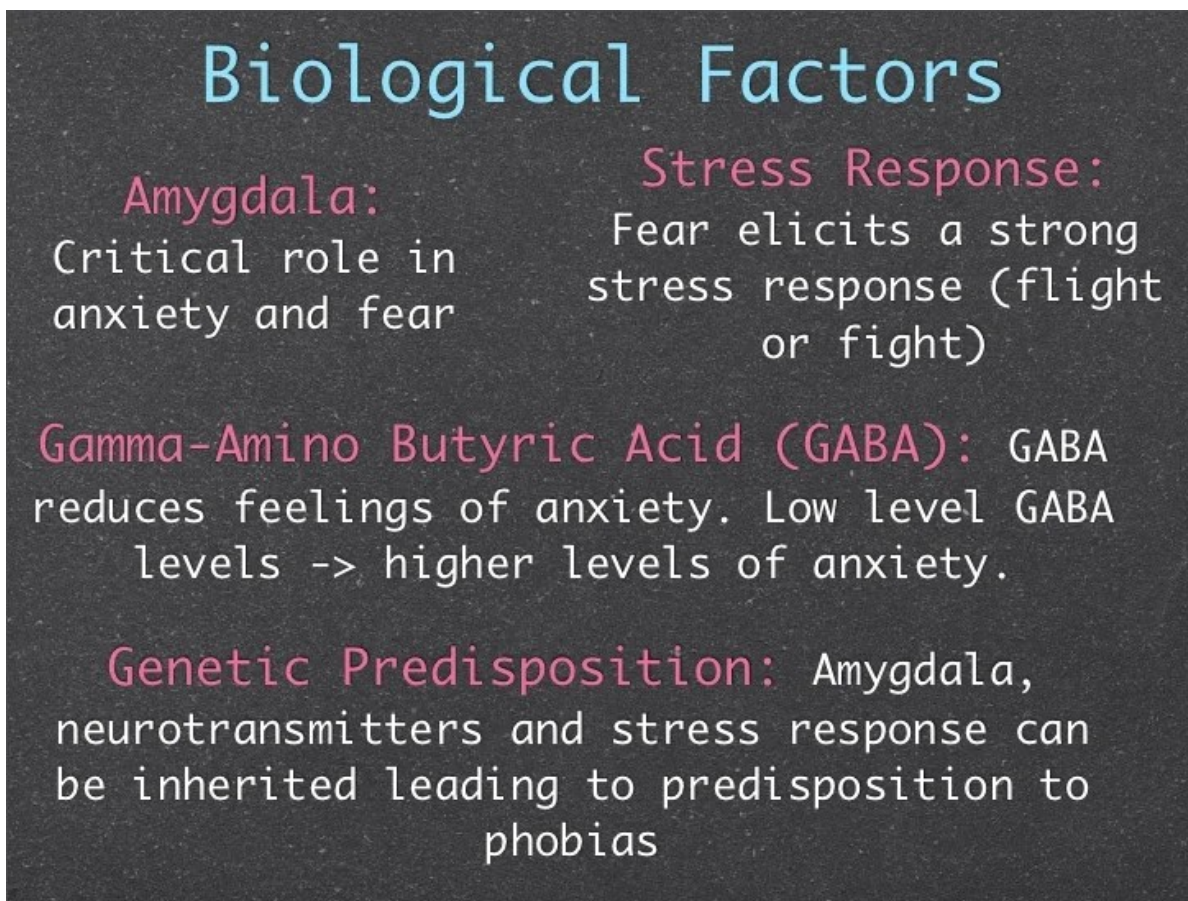 Biological Factors
Amygdala:
Critical role in
anxiety and fear
Stress Response:
Fear elicits a strong
stress response (flight
or fight)
Gamma-Amino Butyric Acid (GABA): GABA
reduces feelings of anxiety. Low level GABA
levels -> higher levels of anxiety.
Genetic Predisposition: Amygdala,
neurotransmitters and stress response can
be inherited leading to predisposition to
phobias